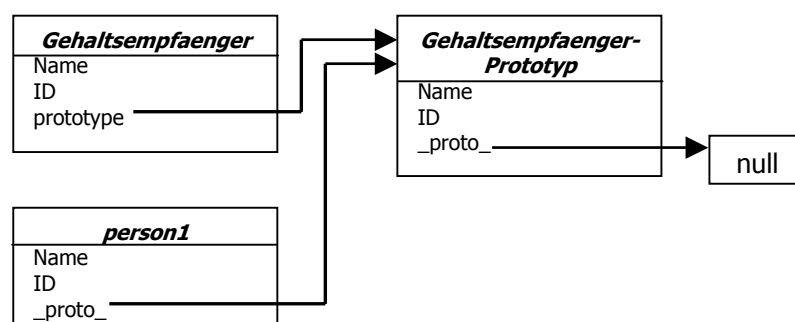 Gehaltsempfaenger
Name
ID
prototype
Gehaltsempfaenger-
Prototyp
Name
ID
_proto_
null
person1
Name
ID
_proto_